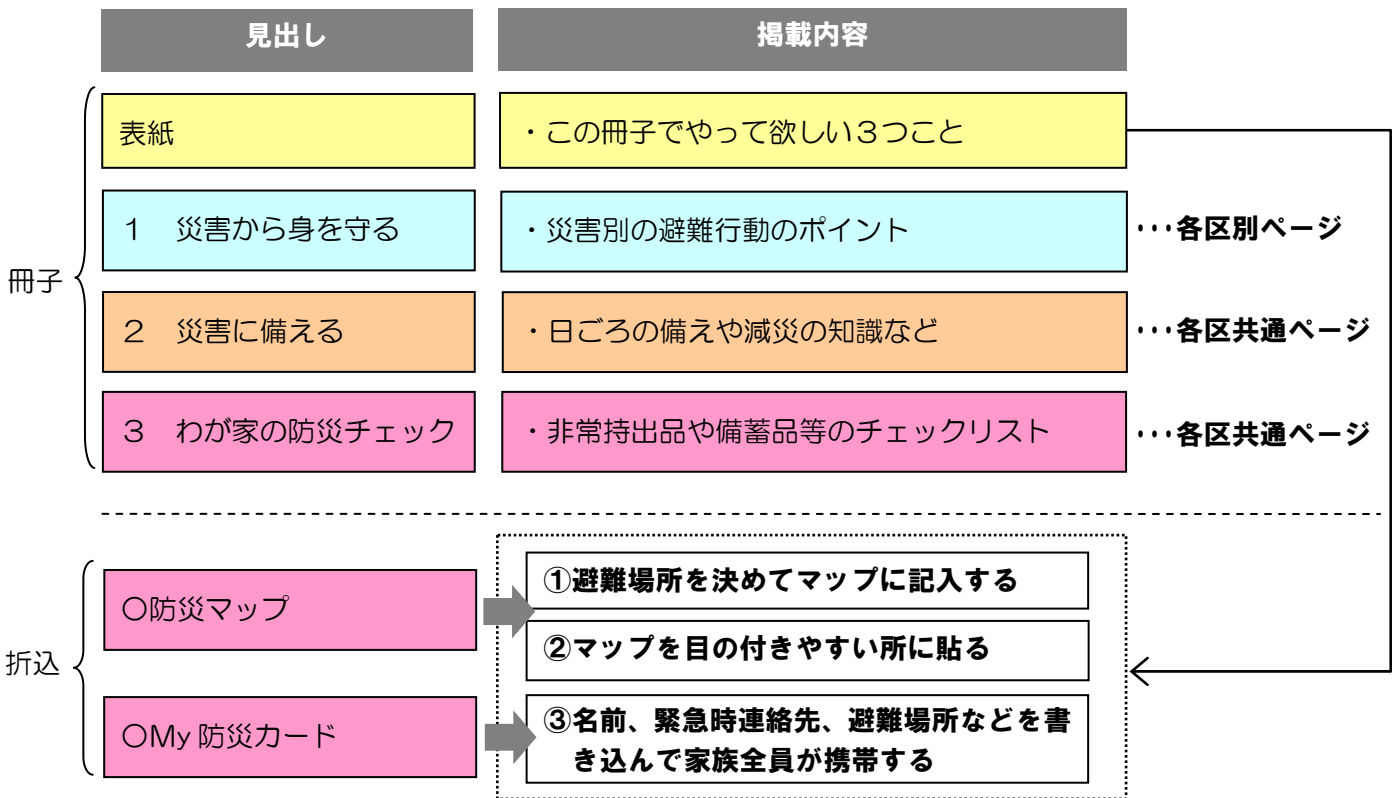 見出し
掲載内容
冊子
表紙
・この冊子でやって欲しい３つこと
１　災害から身を守る
・災害別の避難行動のポイント
･･･各区別ページ
２　災害に備える
・日ごろの備えや減災の知識など
･･･各区共通ページ
３　わが家の防災チェック
・非常持出品や備蓄品等のチェックリスト
･･･各区共通ページ
折込
○防災マップ
①避難場所を決めてマップに記入する
②マップを目の付きやすい所に貼る
○My 防災カード
③名前、緊急時連絡先、避難場所などを書
き込んで家族全員が携帯する